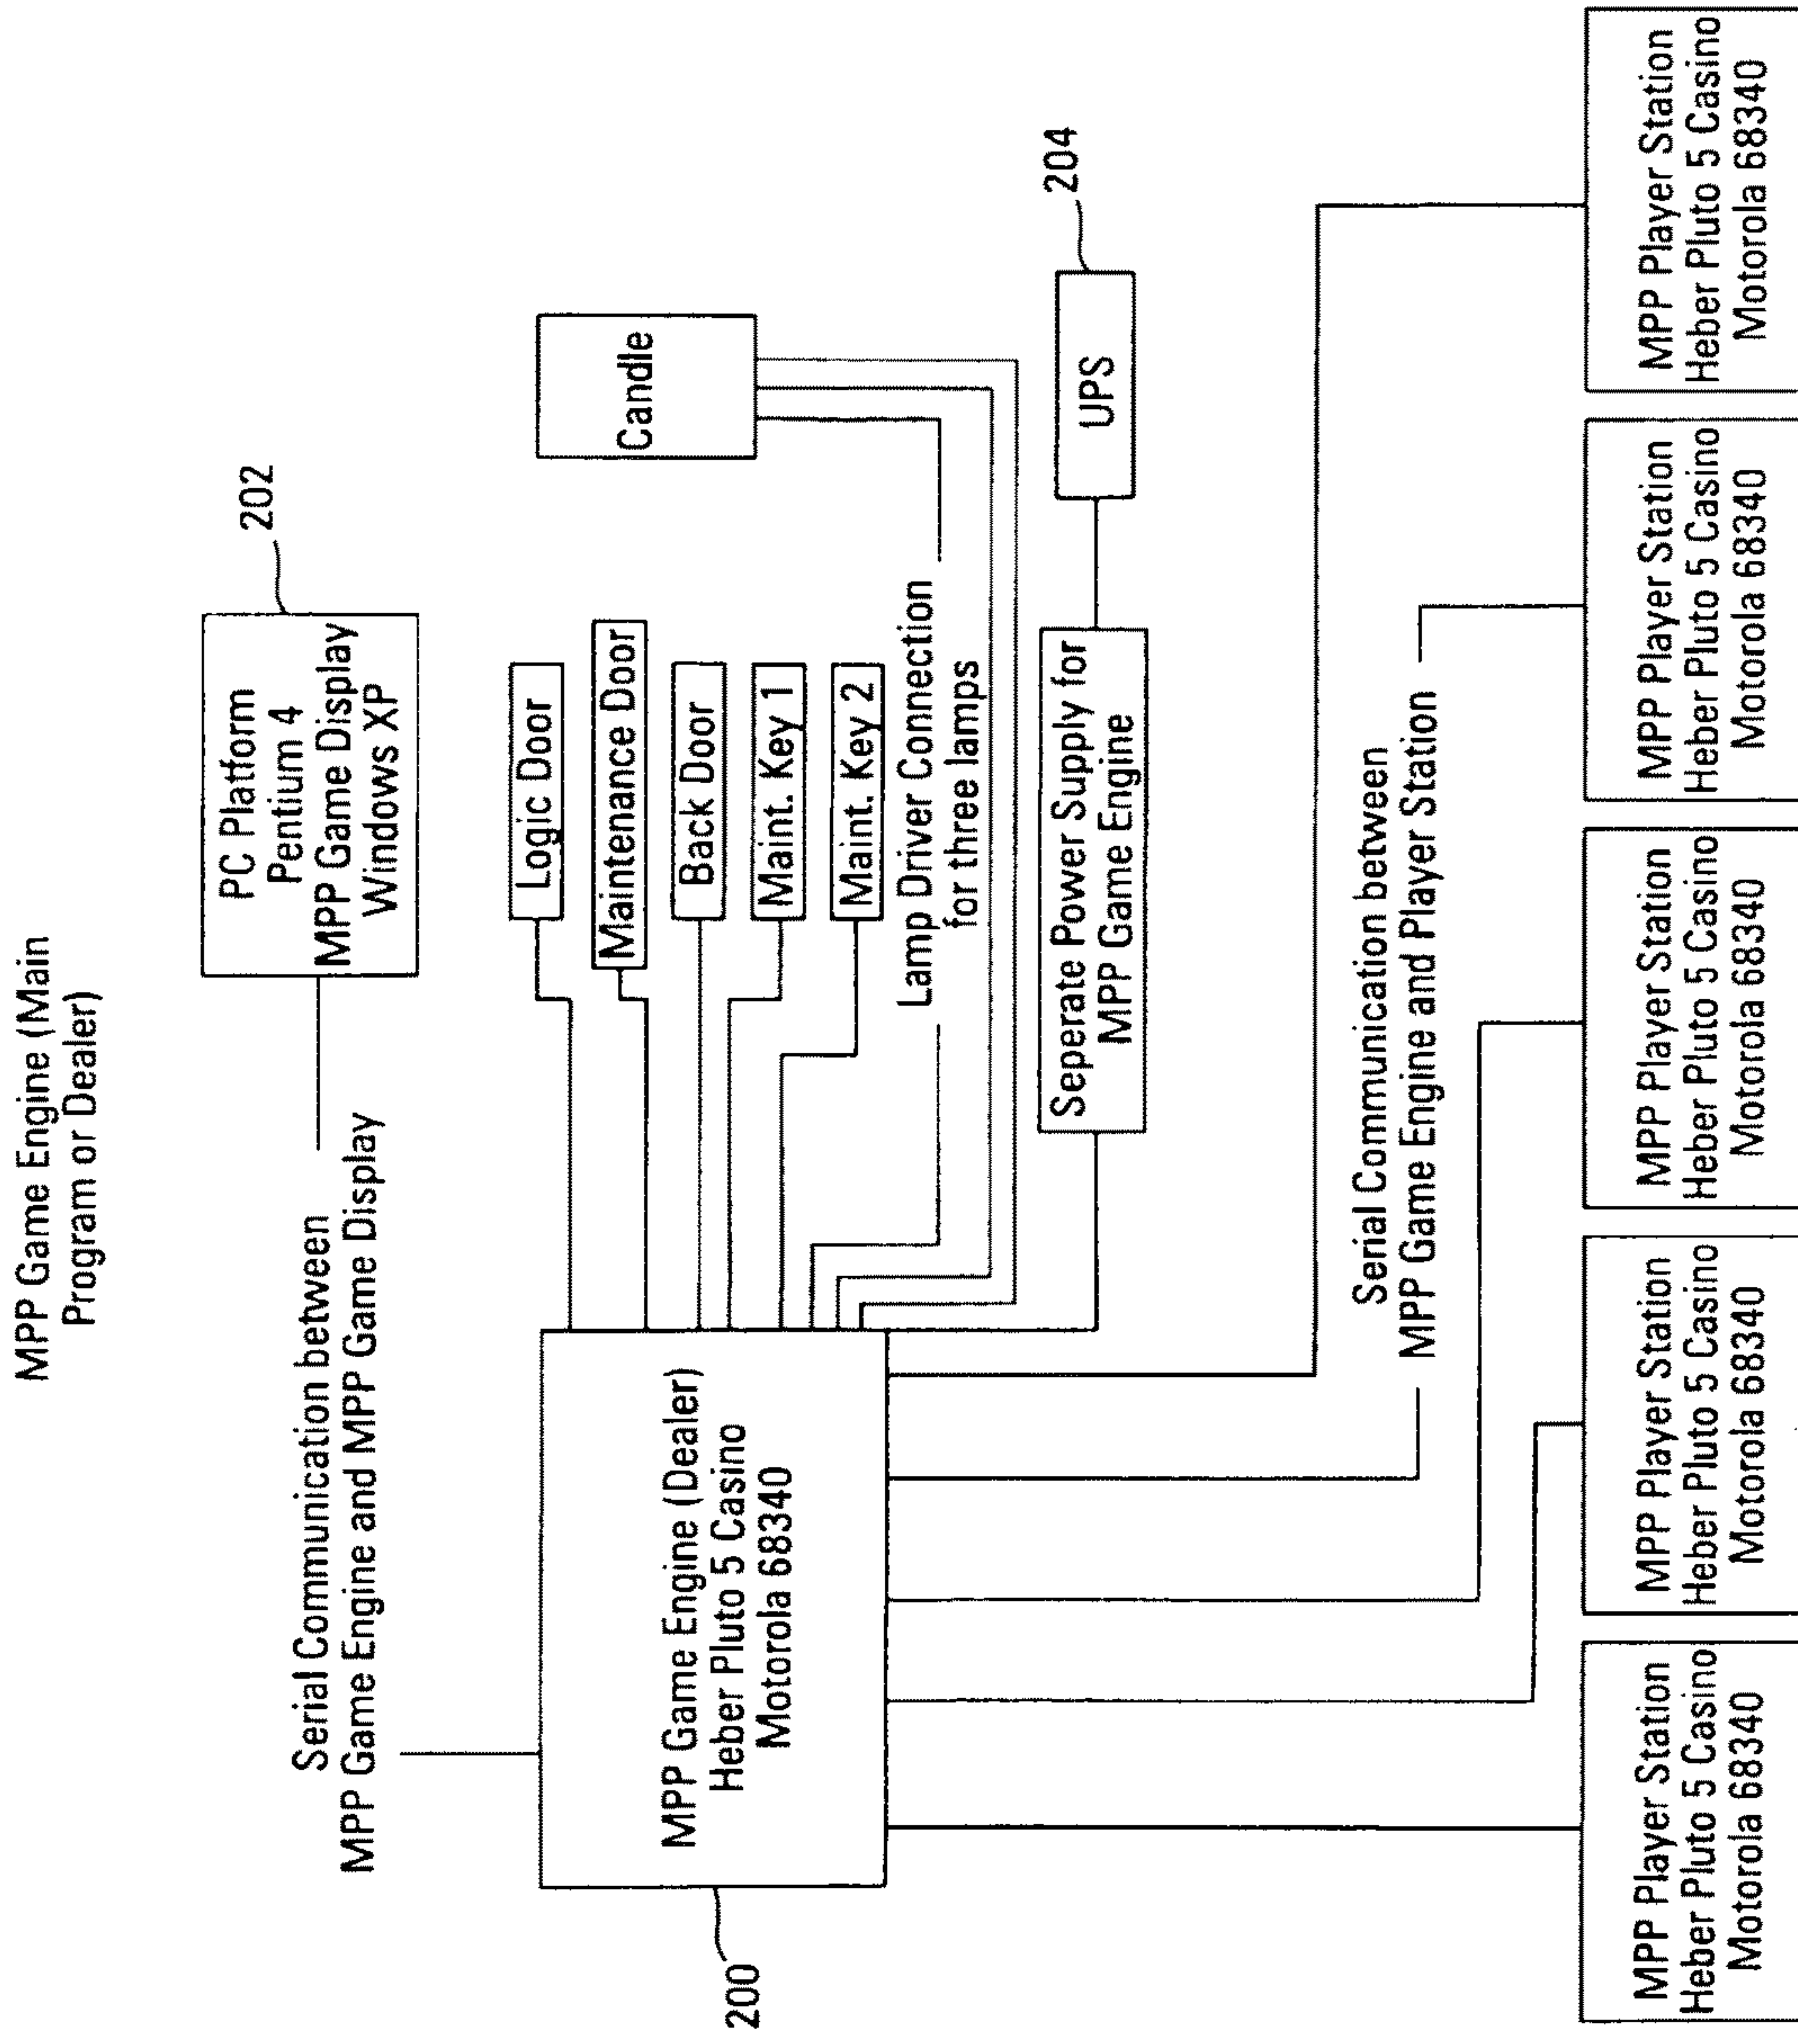 MPP Game Engine (Main
Program or Dealer)
PC Platform
Pentium 4
MPP Game Display
Windows XP
202
Serial Communication between
MPP Game Engine and MPP Game Display
Logic Door
Maintenance Door
Back Door
Maint. Key 1
Maint. Key 2
Candle
Lamp Driver Connection
for three lamps
MPP Game Engine (Dealer)
Heber Pluto 5 Casino
Motorola 68340
200
Seperate Power Supply for
MPP Game Engine
UPS
204
Serial Communication between
MPP Game Engine and Player Station
MPP Player Station
Heber Pluto 5 Casino
Motorola 68340
MPP Player Station
Heber Pluto 5 Casino
Motorola 68340
MPP Player Station
Heber Pluto 5 Casino
Motorola 68340
MPP Player Station
Heber Pluto 5 Casino
Motorola 68340
MPP Player Station
Heber Pluto 5 Casino
Motorola 68340